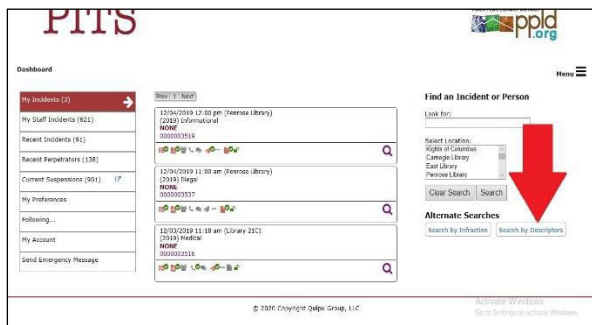 PITS
ppld
.org
Dashboard
Menu
My Incidents (3)
My Staff Incidents (621)
Recent Incidents (91)
Recent Perpetrators (138)
Current Suspensions (901)
My Preferences
Following...
My Account
Send Emergency Message
Prev 1 Next
12/04/2019 12:00 pm (Penrose Library)
(2019) Informational
NONE
0000003519
12/04/2019 11:00 am (Penrose Library)
(2019) Illegal
NONE
0000003537
12/03/2019 11:18 am (Library 21C)
(2019) Medical
NONE
0000003516
Find an Incident or Person
Look for:
Select Location:
Knights of Columbus
Carnegie Library
East Library
Penrose Library
Clear Search Search
Alternate Searches
Search by Infraction Search by Descriptors
© 2020 Copyright Quipu Group, LLC
Activate Windows
Go to Settings to activate Windows.